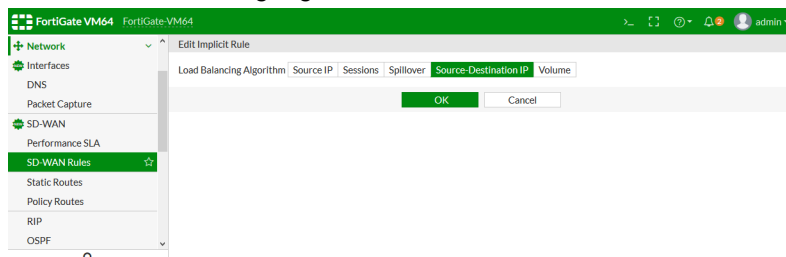 FortiGate VM64 FortiGate-VM64 >_ admin
Network
Edit Implicit Rule
Interfaces
Load Balancing Algorithm Source IP Sessions Spillover Source-Destination IP Volume
DNS
Packet Capture
OK Cancel
SD-WAN
Performance SLA
SD-WAN Rules
Static Routes
Policy Routes
RIP
OSPF